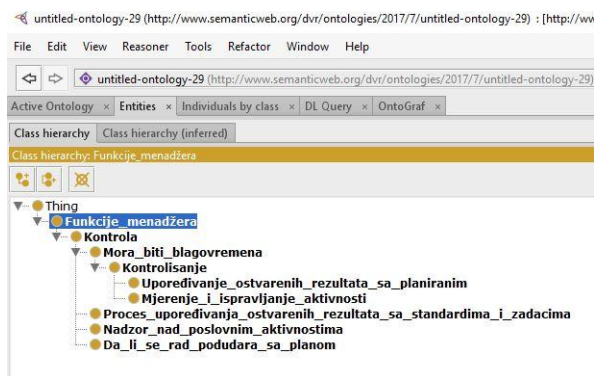 untitled-ontology-29 (http://www.semanticweb.org/dvr/ontologies/2017/7/untitled-ontology-29) : [http://ww
File Edit View Reasoner Tools Refactor Window Help
untitled-ontology-29 (http://www.semanticweb.org/dvr/ontologies/2017/7/untitled-ontology-29)
Active Ontology × Entities × Individuals by class × DL Query × OntoGraf ×
Class hierarchy Class hierarchy (inferred)
Class hierarchy: Funkcije_menadžera
Thing
Funkcije_menadžera
Kontrola
Mora_biti_blagovremena
Kontrolisanje
Upoređivanje_ostvarenih_rezultata_sa_planiranim
Mjerenje_i_ispravljanje_aktivnosti
Proces_upoređivanja_ostvarenih_rezultata_sa_standardima_i_zadacima
Nadzor_nad_poslovnim_aktivnostima
Da_li_se_rad_podudara_sa_planom